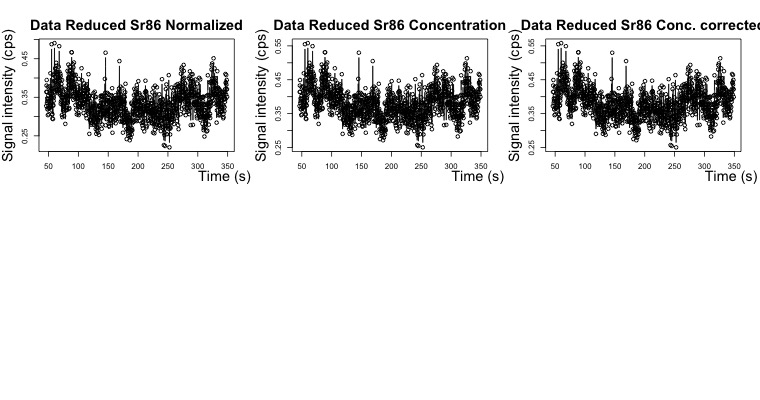 Data Reduced Sr86 Normalized
Signal intensity (cps)
0.25 0.35 0.45
50 100 150 200 250 300 350
Time (s)
Data Reduced Sr86 Concentration
Signal intensity (cps)
0.25 0.35 0.45 0.55
50 100 150 200 250 300 350
Time (s)
Data Reduced Sr86 Conc. corrected
Signal intensity (cps)
0.25 0.35 0.45 0.55
50 100 150 200 250 300 350
Time (s)